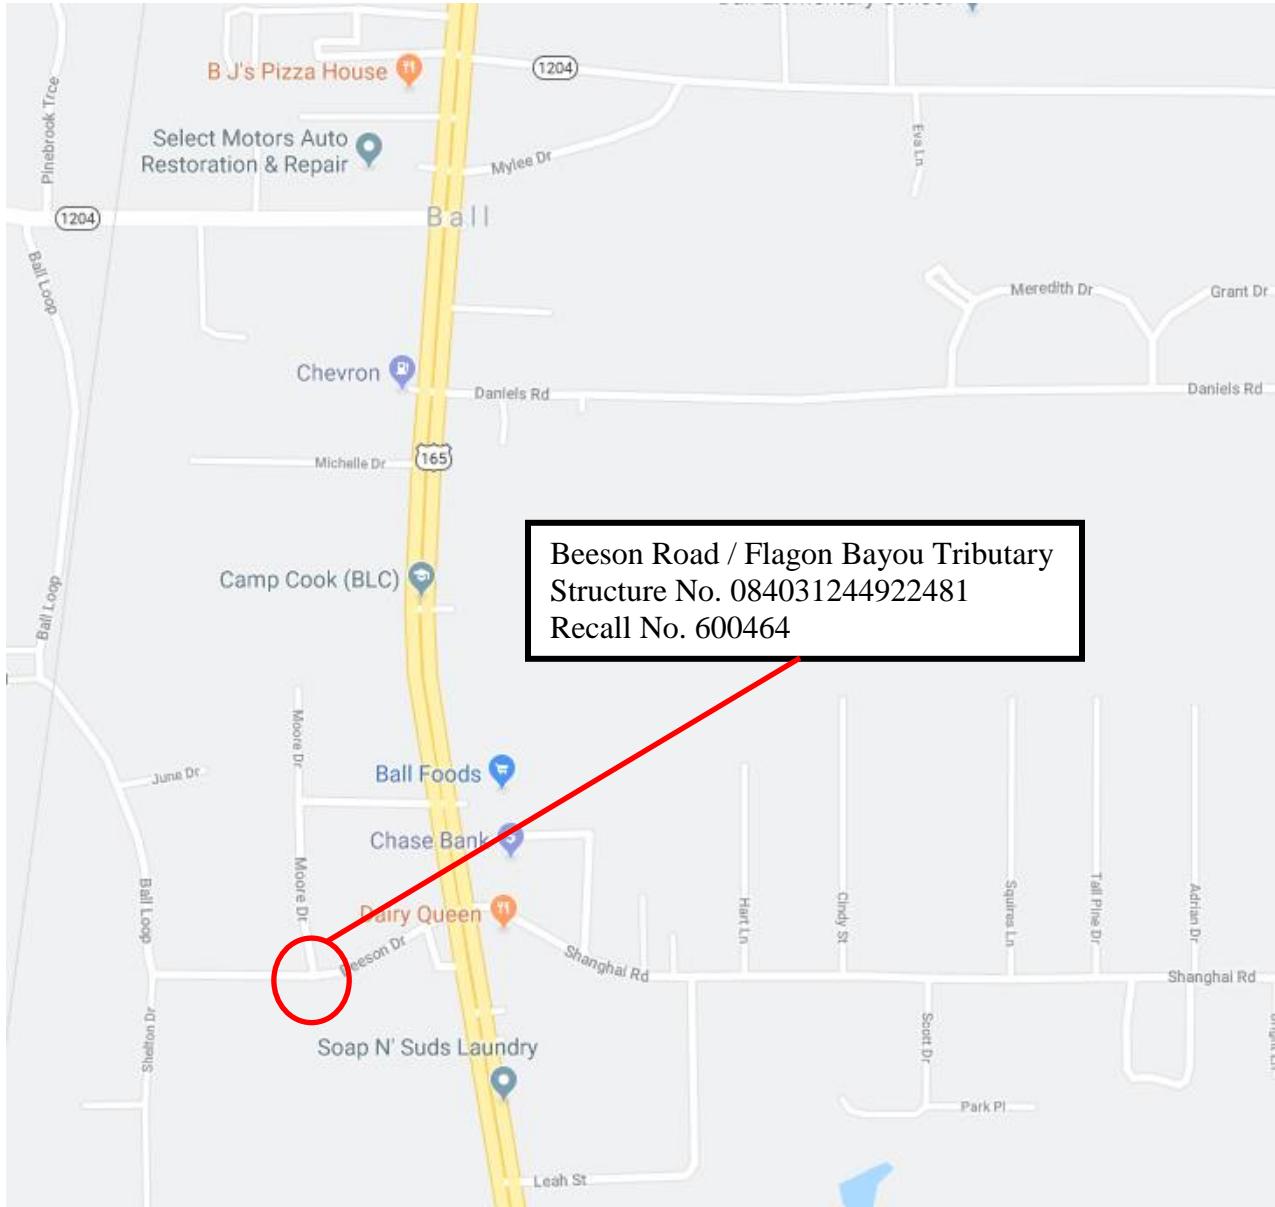 B J's Pizza House
1204
Pinebrook Trce
Select Motors Auto
Restoration & Repair
Mylee Dr
Eva Ln
1204
Ball
Ball Loop
Meredith Dr
Grant Dr
Chevron
Daniels Rd
Daniels Rd
Michelle Dr
165
Beeson Road / Flagon Bayou Tributary
Structure No. 084031244922481
Recall No. 600464
Camp Cook (BLC)
Ball Loop
Moore Dr
June Dr
Ball Foods
Chase Bank
Moore Dr
Ball Loop
Dairy Queen
Hart Ln
Cindy St
Squires Ln
Tall Pine Dr
Adrian Dr
Beeson Dr
Shanghai Rd
Shanghai Rd
Shelton Dr
Scott Dr
Soap N' Suds Laundry
Park Pl
Leah St